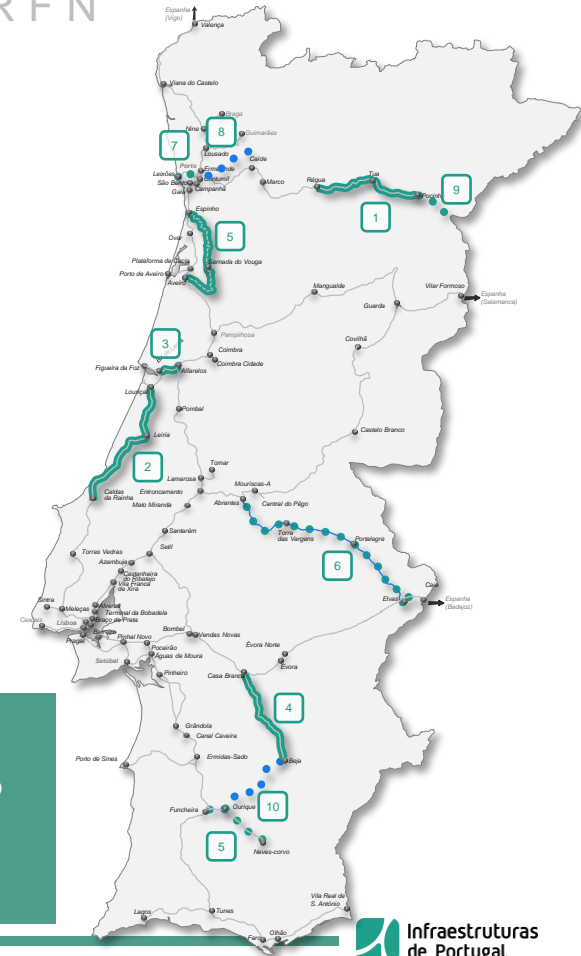 R F N
Espanha
(Vigo)
Valença
Viana do Castelo
Braga
Nine
8
Guimarães
7
Lousado
Porto
Caíde
Leixões
Ermesinde
São Bento
Contumil
Campanhã
Gaia
Marco
Régua
Tua
Pocinho
9
1
Espinho
5
Ovar
Plataforma de Cacia
Sernada do Vouga
Porto de Aveiro
Aveiro
Mangualde
Vilar Formoso
Espanha
(Salamanca)
Guarda
Pampilhosa
3
Covilhã
Coimbra
Coimbra Cidade
Figueira da Foz
Alfarelos
Louriçal
Pombal
Castelo Branco
Leiria
2
Tomar
Lamarosa
Mouriscas-A
Caldas
da Rainha
Entroncamento
Abrantes
Central do Pêgo
Mato Miranda
Torre
das Vargens
Santarém
Portalegre
Torres Vedras
Setil
6
Azambuja
Castanheira
do Ribatejo
Vila Franca
de Xira
Caia
Elvas
Espanha
(Badajoz)
Sintra
Meleças
Alverca
Terminal da Bobadela
Cascais
Lisboa
Braço de Prata
Barreiro
Pragal
Pinhal Novo
Bombel
Vendas Novas
Poceirão
Águas de Moura
Évora Norte
Évora
Setúbal
Pinheiro
Casa Branca
4
Grândola
Canal Caveira
Ermidas-Sado
Porto de Sines
Beja
10
Funcheira
Ourique
5
Neves-corvo
Vila Real de
S. António
Lagos
Tunes
Faro
Olhão
Infraestruturas
de Portugal